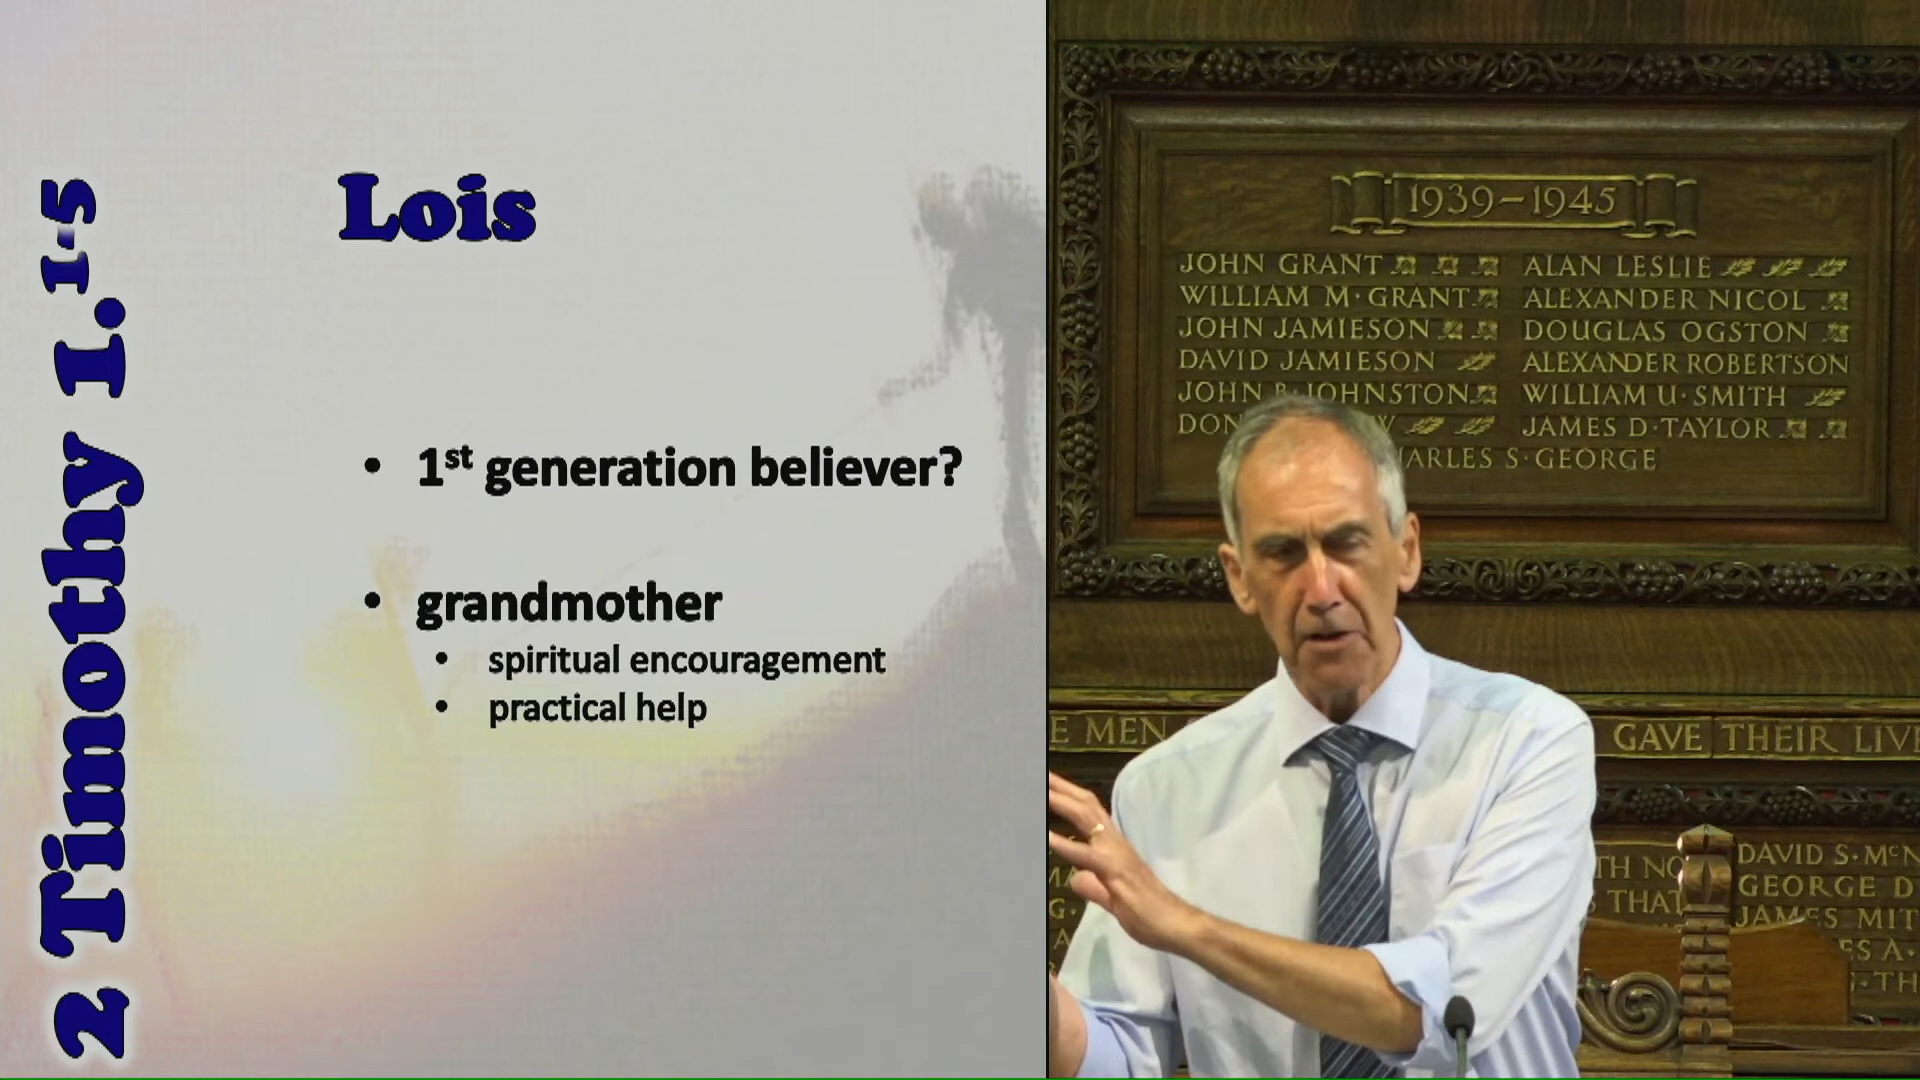 2 Timothy 1.1-5
Lois
• 1st generation believer?
• grandmother
• spiritual encouragement
• practical help
1939-1945
JOHN GRANT
WILLIAM M·GRANT
JOHN JAMIESON
DAVID JAMIESON
JOHN B·JOHNSTON
ALAN LESLIE
ALEXANDER NICOL
DOUGLAS OGSTON
ALEXANDER ROBERTSON
WILLIAM U·SMITH
JAMES D·TAYLOR
S·GEORGE
MEN
GAVE THEIR
DAVID S·
GEORGE D